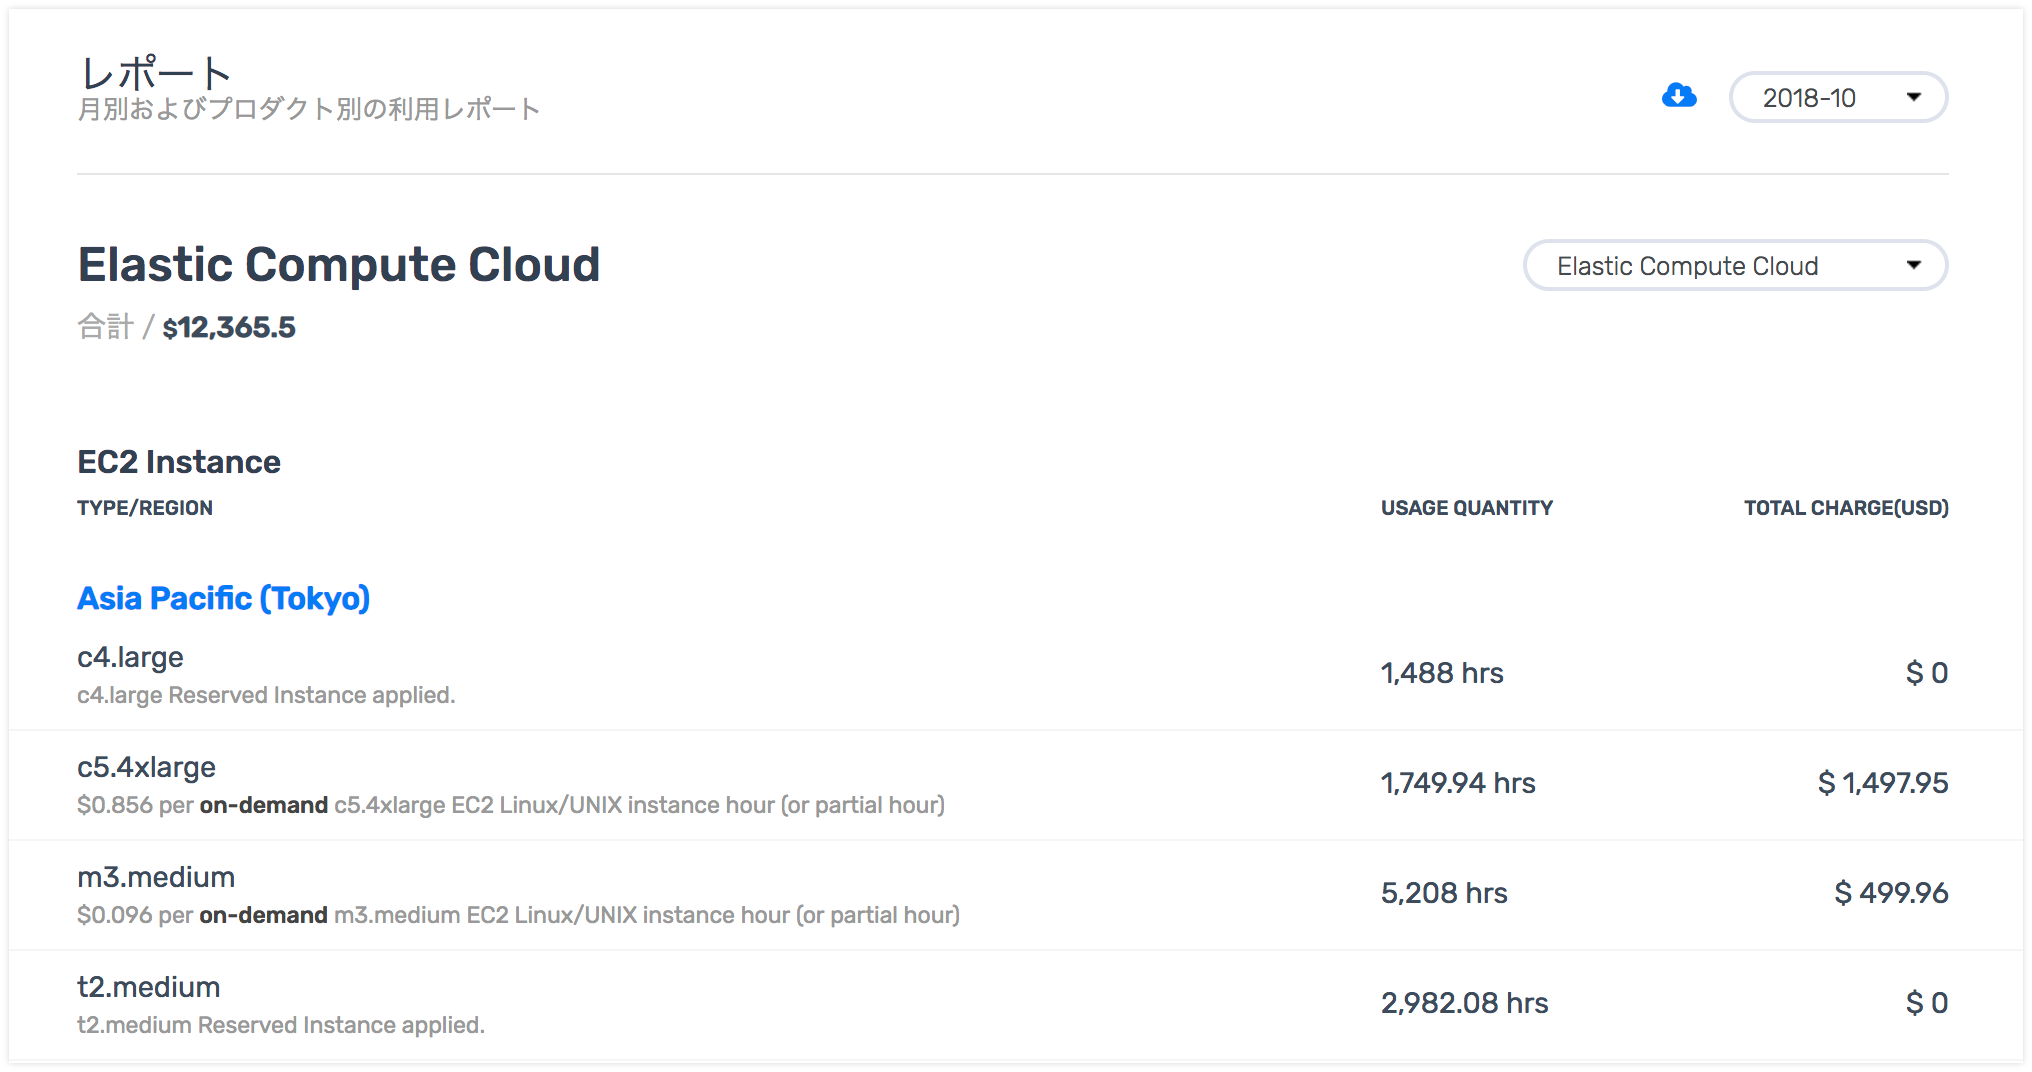 レポート
月別およびプロダクト別の利用レポート
2018-10
Elastic Compute Cloud
Elastic Compute Cloud
合計 / $12,365.5
EC2 Instance
TYPE/REGION USAGE QUANTITY TOTAL CHARGE(USD)
Asia Pacific (Tokyo)
c4.large
c4.large Reserved Instance applied.
1,488 hrs $ 0
c5.4xlarge
$0.856 per on-demand c5.4xlarge EC2 Linux/UNIX instance hour (or partial hour)
1,749.94 hrs $ 1,497.95
m3.medium
$0.096 per on-demand m3.medium EC2 Linux/UNIX instance hour (or partial hour)
5,208 hrs $ 499.96
t2.medium
t2.medium Reserved Instance applied.
2,982.08 hrs $ 0